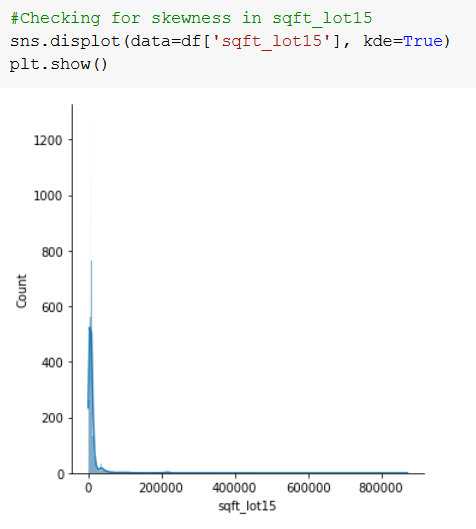 #Checking for skewness in sqft_lot15
sns.displot(data=df['sqft_lot15'], kde=True)
plt.show()
1200
1000
800
600
400
200
0
Count
0 200000 400000 600000 800000
sqft_lot15